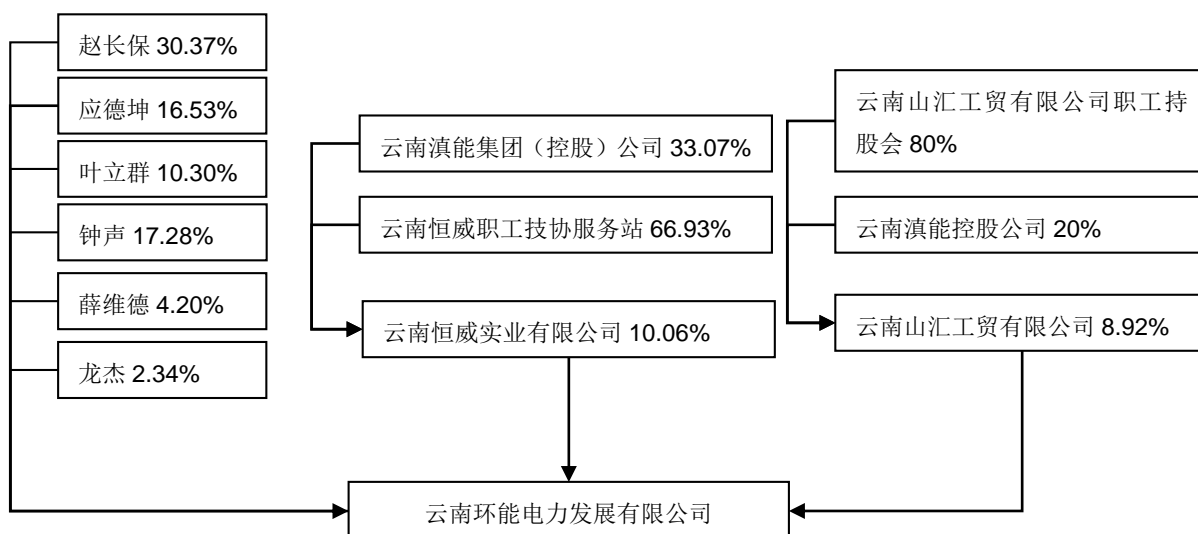 赵长保 30.37%
应德坤 16.53%
叶立群 10.30%
钟声 17.28%
薛维德 4.20%
龙杰 2.34%
云南滇能集团（控股）公司 33.07%
云南恒威职工技协服务站 66.93%
云南恒威实业有限公司 10.06%
云南山汇工贸有限公司职工持
股会 80%
云南滇能控股公司 20%
云南山汇工贸有限公司 8.92%
云南环能电力发展有限公司